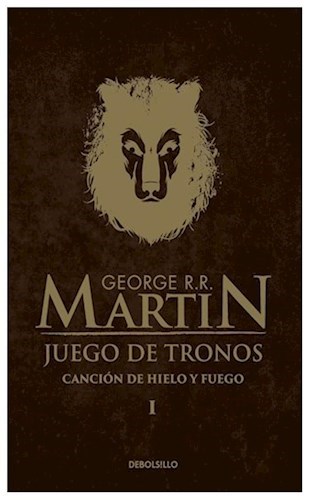 GEORGE R.R.
MARTIN
JUEGO DE TRONOS
CANCIÓN DE HIELO Y FUEGO
I
DEBOLSILLO